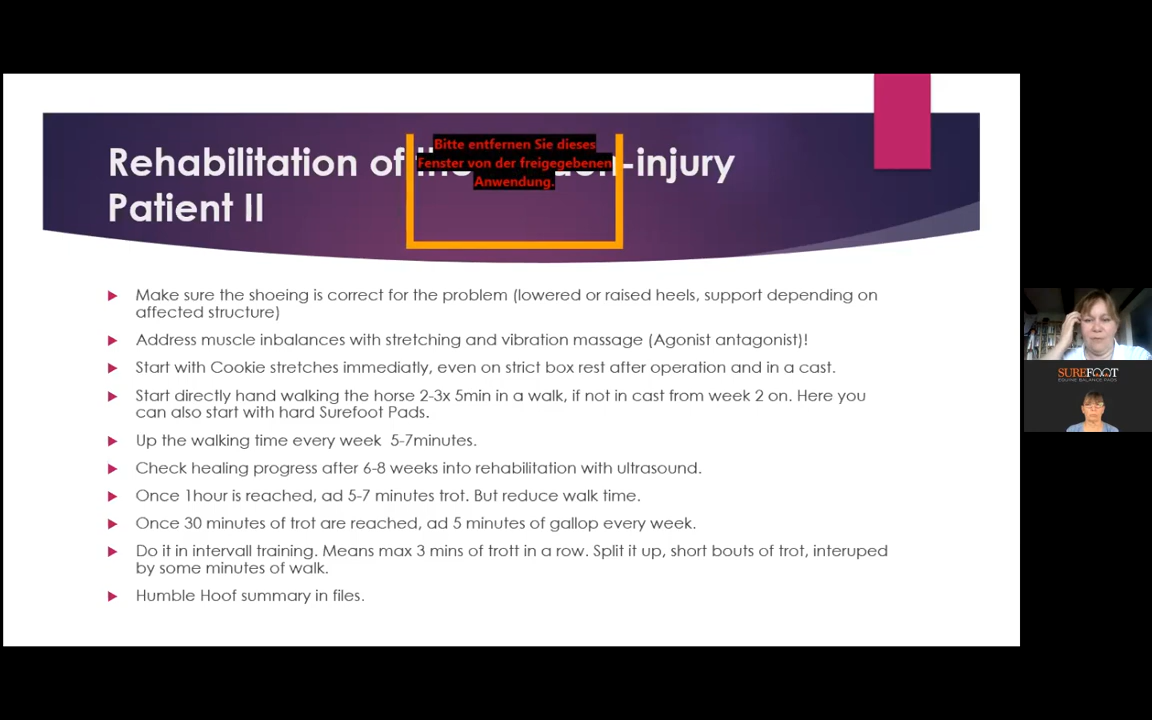 Rehabilitation of -injury
Patient II
Bitte entfernen Sie dieses
Fenster von der freigegebenen
Anwendung.
Make sure the shoeing is correct for the problem (lowered or raised heels, support depending on
affected structure)
Address muscle inbalances with stretching and vibration massage (Agonist antagonist)!
Start with Cookie stretches immediatly, even on strict box rest after operation and in a cast.
Start directly hand walking the horse 2-3x 5min in a walk, if not in cast from week 2 on. Here you
can also start with hard Surefoot Pads.
Up the walking time every week 5-7minutes.
Check healing progress after 6-8 weeks into rehabilitation with ultrasound.
Once 1hour is reached, ad 5-7 minutes trot. But reduce walk time.
Once 30 minutes of trot are reached, ad 5 minutes of gallop every week.
Do it in intervall training. Means max 3 mins of trott in a row. Split it up, short bouts of trot, interuped
by some minutes of walk.
Humble Hoof summary in files.
SUREFOOT
EQUINE BALANCE PADS